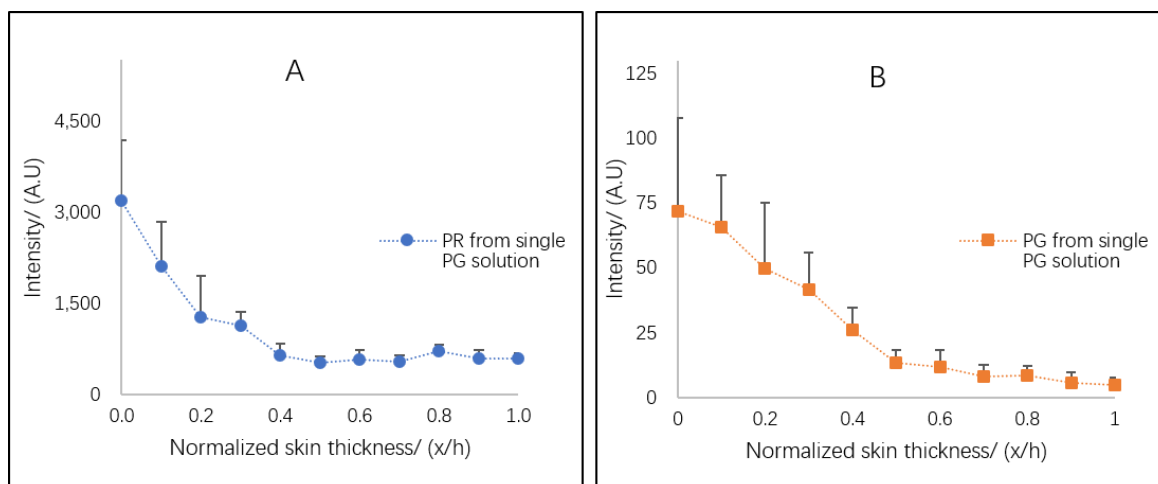 A
Intensity/ (A.U)
4,500
3,000
1,500
0
PR from single
PG solution
0.0 0.2 0.4 0.6 0.8 1.0
Normalized skin thickness/ (x/h)
B
Intensity/ (A.U)
125
100
75
50
25
0
PG from single
PG solution
0 0.2 0.4 0.6 0.8 1
Normalized skin thickness/ (x/h)